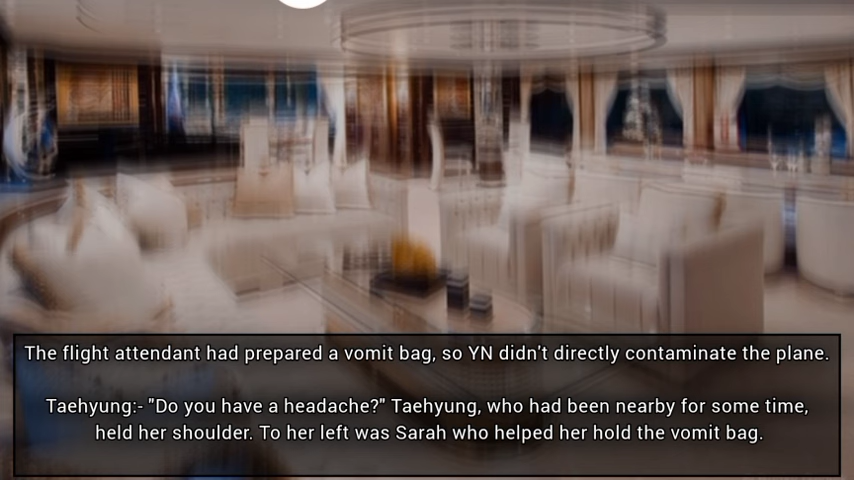 The flight attendant had prepared a vomit bag, so YN didn't directly contaminate the plane.
Taehyung:- "Do you have a headache?" Taehyung, who had been nearby for some time,
held her shoulder. To her left was Sarah who helped her hold the vomit bag.